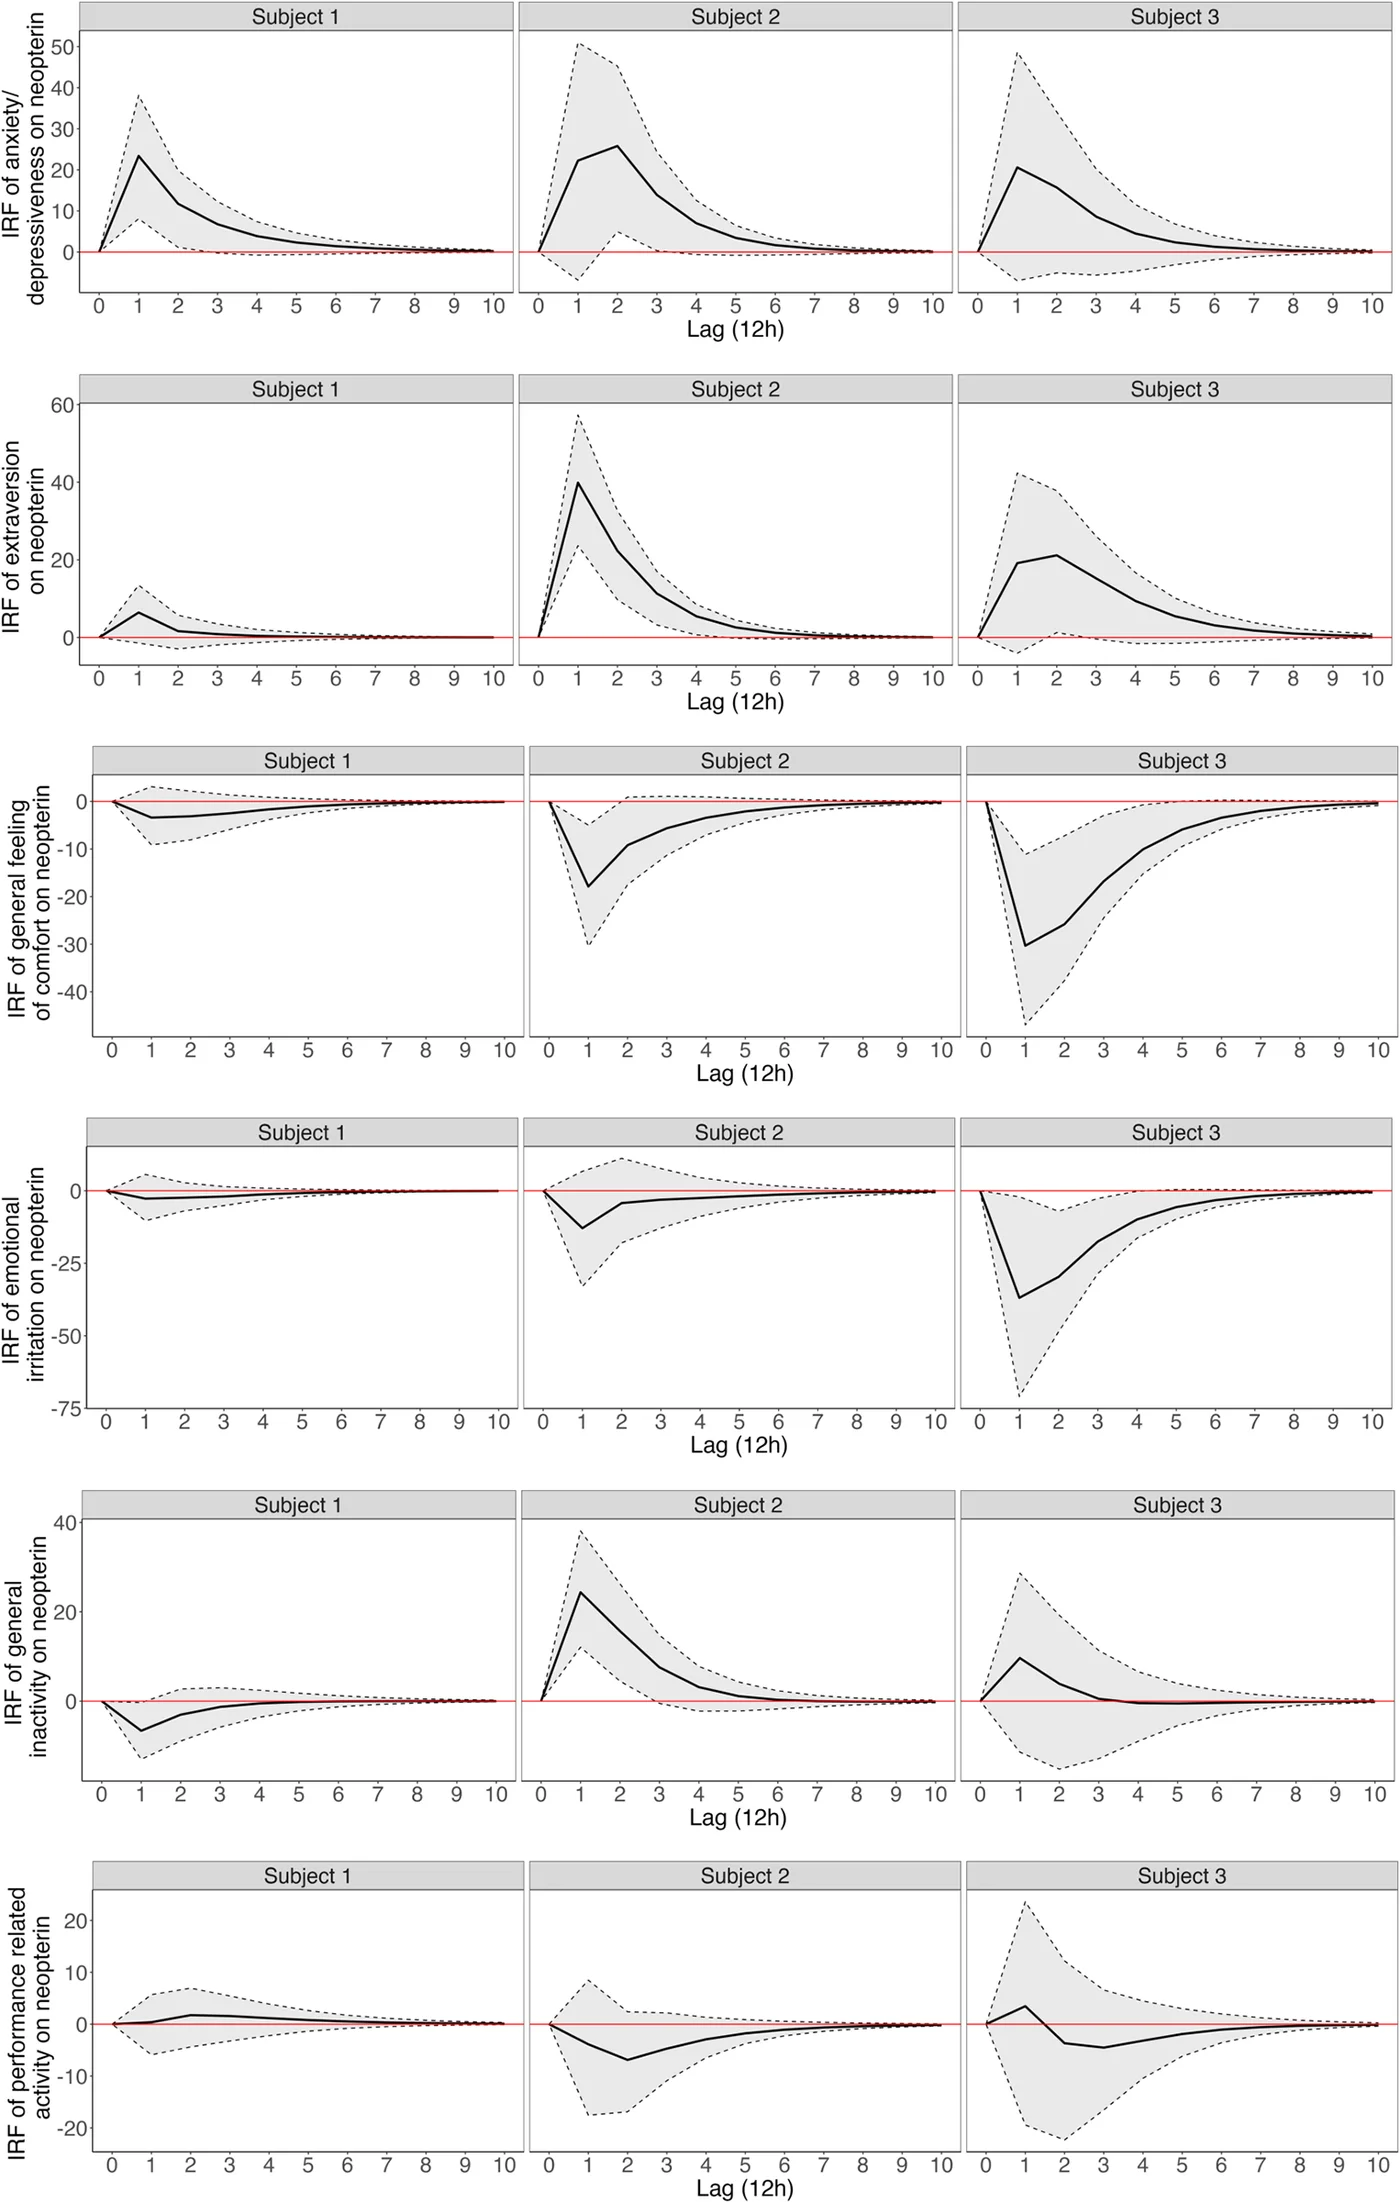 Subject 1 Subject 2 Subject 3
IRF of anxiety/
depressiveness on neopterin
50
40
30
20
10
0
0 1 2 3 4 5 6 7 8 9 10 0 1 2 3 4 5 6 7 8 9 10 0 1 2 3 4 5 6 7 8 9 10
Lag (12h)
Subject 1 Subject 2 Subject 3
IRF of extraversion
on neopterin
60
40
20
0
0 1 2 3 4 5 6 7 8 9 10 0 1 2 3 4 5 6 7 8 9 10 0 1 2 3 4 5 6 7 8 9 10
Lag (12h)
Subject 1 Subject 2 Subject 3
IRF of general feeling
of comfort on neopterin
0
-10
-20
-30
-40
0 1 2 3 4 5 6 7 8 9 10 0 1 2 3 4 5 6 7 8 9 10 0 1 2 3 4 5 6 7 8 9 10
Lag (12h)
Subject 1 Subject 2 Subject 3
IRF of emotional
irritation on neopterin
0
-25
-50
-75
0 1 2 3 4 5 6 7 8 9 10 0 1 2 3 4 5 6 7 8 9 10 0 1 2 3 4 5 6 7 8 9 10
Lag (12h)
Subject 1 Subject 2 Subject 3
IRF of general
inactivity on neopterin
40
20
0
0 1 2 3 4 5 6 7 8 9 10 0 1 2 3 4 5 6 7 8 9 10 0 1 2 3 4 5 6 7 8 9 10
Lag (12h)
Subject 1 Subject 2 Subject 3
IRF of performance related
activity on neopterin
20
10
0
-10
-20
0 1 2 3 4 5 6 7 8 9 10 0 1 2 3 4 5 6 7 8 9 10 0 1 2 3 4 5 6 7 8 9 10
Lag (12h)